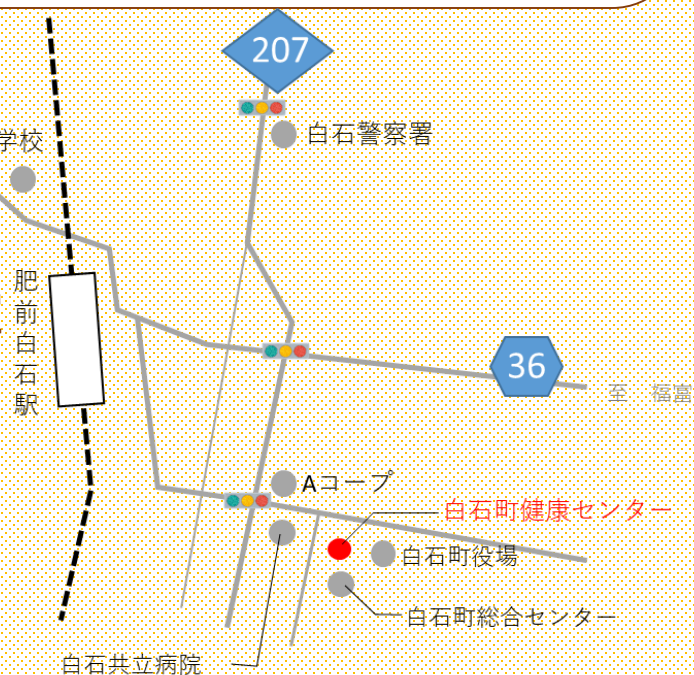 207
白石警察署
学校
肥前白石駅
36
至 福富
Aコープ
白石町健康センター
白石町役場
白石町総合センター
白石共立病院